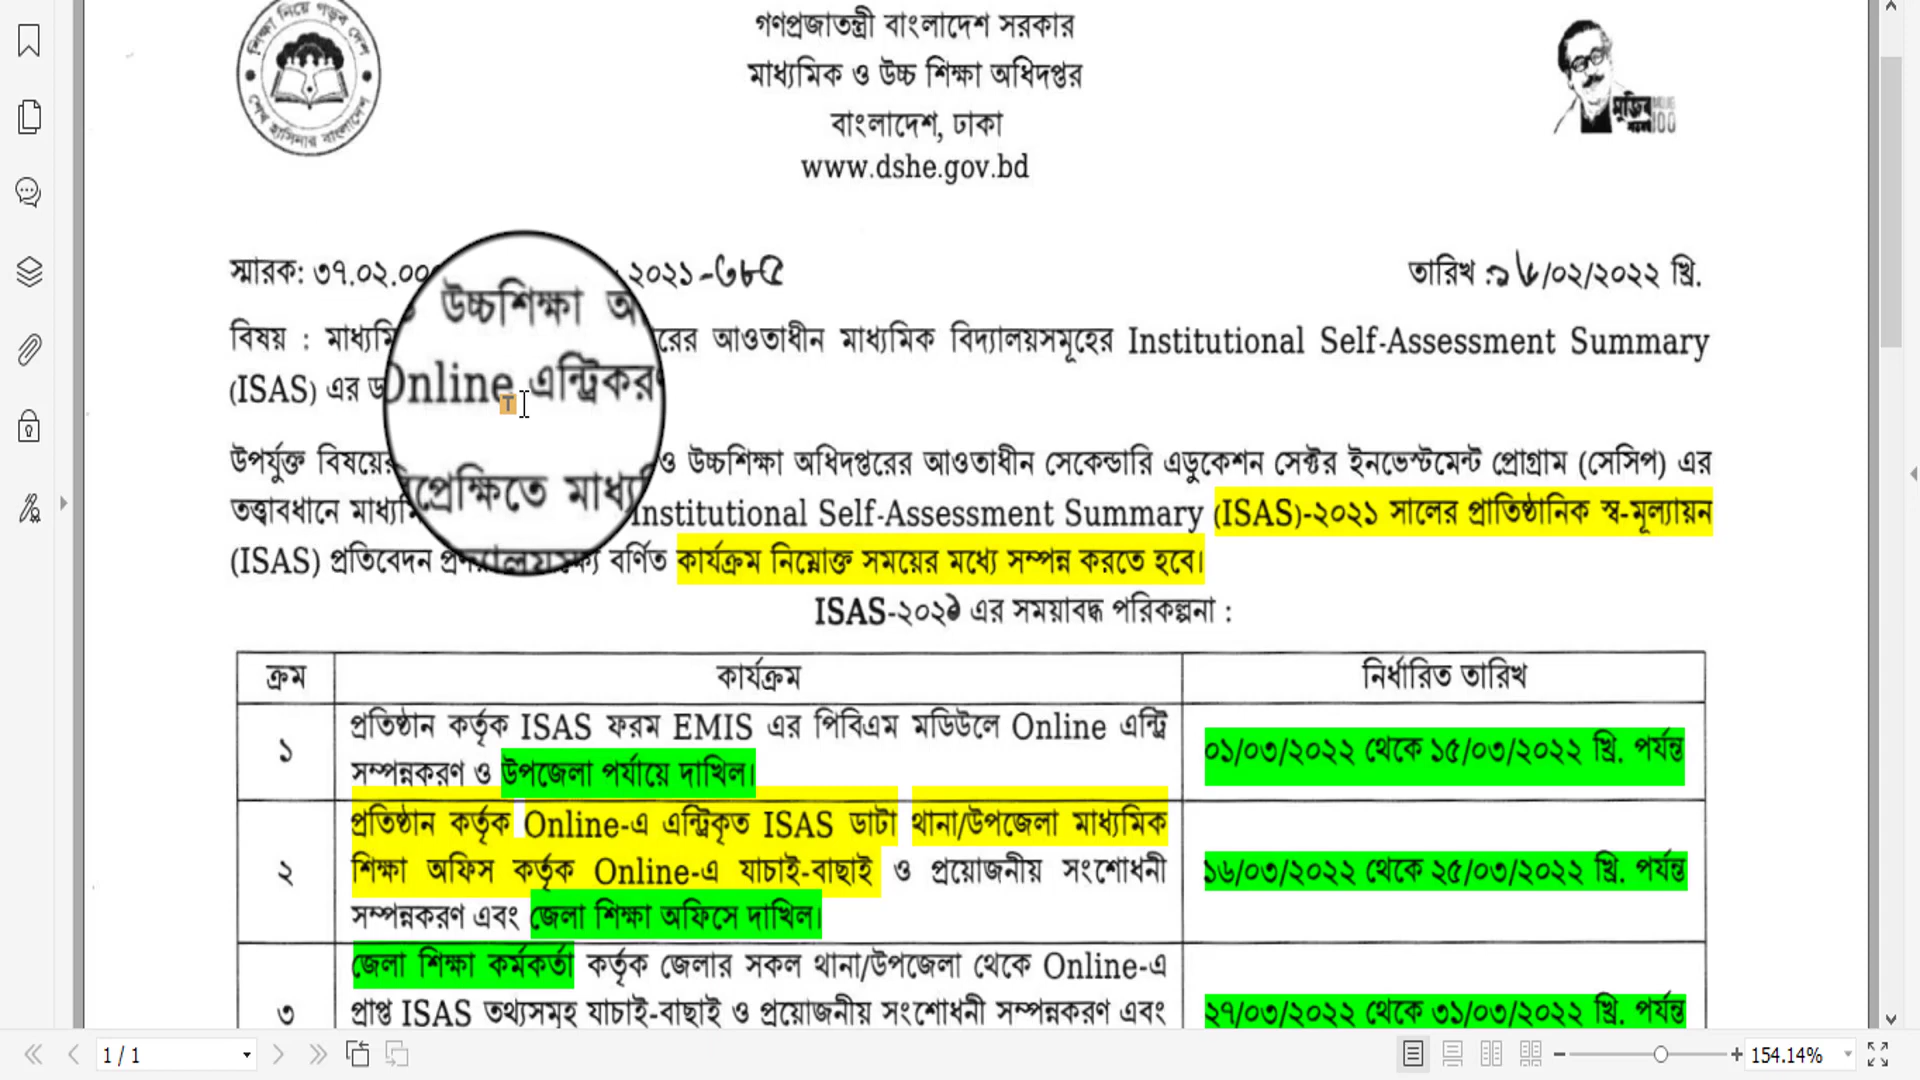 শিক্ষা নিয়ে গড়ব দেশ
শেখ হাসিনার বাংলাদেশ
গণপ্রজাতন্ত্রী বাংলাদেশ সরকার
মাধ্যমিক ও উচ্চ শিক্ষা অধিদপ্তর
বাংলাদেশ, ঢাকা
www.dshe.gov.bd
মুজিব
100
স্মারক: ৩৭.০২.০০ ২০২১-৩৮৫
তারিখ :১৬/০২/২০২২ খ্রি.
উচ্চশিক্ষা অ
বিষয় : মাধ্যমি রের আওতাধীন মাধ্যমিক বিদ্যালয়সমূহের Institutional Self-Assessment Summary
(ISAS) এর ড Online এন্ট্রিকর
উপর্যুক্ত বিষয়ের ও উচ্চশিক্ষা অধিদপ্তরের আওতাধীন সেকেন্ডারি এডুকেশন সেক্টর ইনভেস্টমেন্ট প্রোগ্রাম (সেসিপ) এর
প্রেক্ষিতে মাধ্য
তত্ত্বাবধানে মাধ্যমি Institutional Self-Assessment Summary (ISAS)-২০২১ সালের প্রাতিষ্ঠানিক স্ব-মূল্যায়ন
(ISAS) প্রতিবেদন বর্ণিত কার্যক্রম নিম্নোক্ত সময়ের মধ্যে সম্পন্ন করতে হবে।
ISAS-২০২১ এর সময়াবদ্ধ পরিকল্পনা :
ক্রম কার্যক্রম নির্ধারিত তারিখ
প্রতিষ্ঠান কর্তৃক ISAS ফরম EMIS এর পিবিএম মডিউলে Online এন্ট্রি
১ সম্পন্নকরণ ও উপজেলা পর্যায়ে দাখিল। ০১/০৩/২০২২ থেকে ১৫/০৩/২০২২ খ্রি. পর্যন্ত
প্রতিষ্ঠান কর্তৃক Online-এ এন্ট্রিকৃত ISAS ডাটা থানা/উপজেলা মাধ্যমিক
২ শিক্ষা অফিস কর্তৃক Online-এ যাচাই-বাছাই ও প্রয়োজনীয় সংশোধনী ১৬/০৩/২০২২ থেকে ২৫/০৩/২০২২ খ্রি. পর্যন্ত
সম্পন্নকরণ এবং জেলা শিক্ষা অফিসে দাখিল।
জেলা শিক্ষা কর্মকর্তা কর্তৃক জেলার সকল থানা/উপজেলা থেকে Online-এ
৩ প্রাপ্ত ISAS তথ্যসমূহ যাচাই-বাছাই ও প্রয়োজনীয় সংশোধনী সম্পন্নকরণ এবং ২৭/০৩/২০২২ থেকে ৩১/০৩/২০২২ খ্রি. পর্যন্ত
1 / 1
154.14%